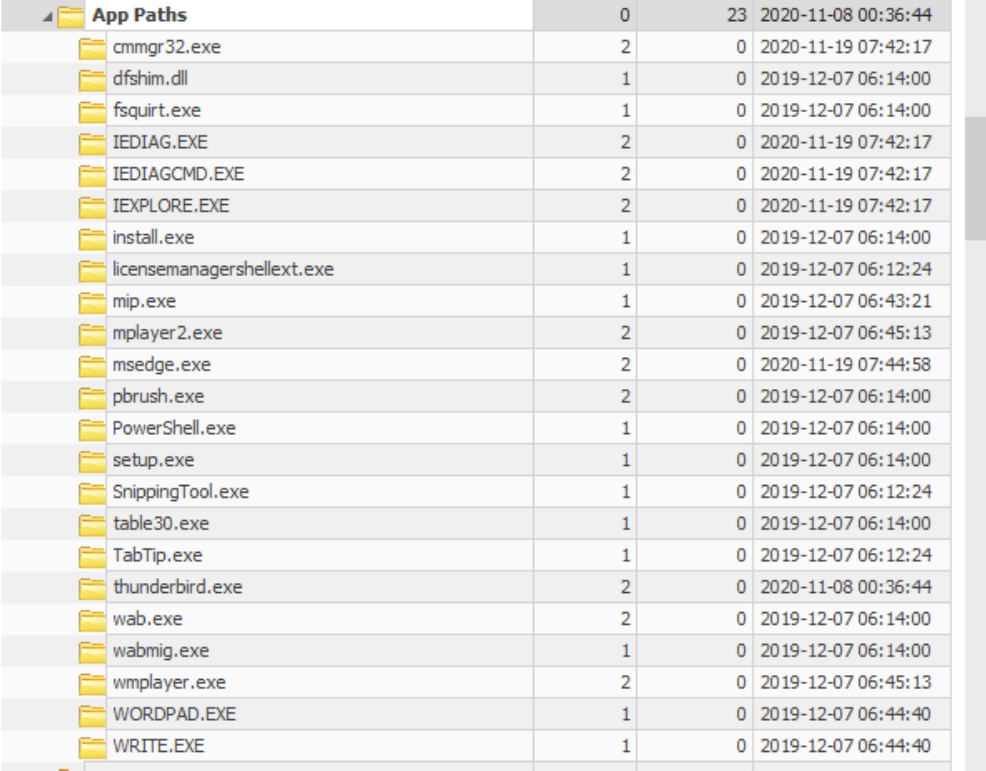 App Paths 0 23 2020-11-08 00:36:44
cmmgr32.exe 2 0 2020-11-19 07:42:17
dfshim.dll 1 0 2019-12-07 06:14:00
fsquirt.exe 1 0 2019-12-07 06:14:00
IEDIAG.EXE 2 0 2020-11-19 07:42:17
IEDIAGCMD.EXE 2 0 2020-11-19 07:42:17
IEXPLORE.EXE 2 0 2020-11-19 07:42:17
install.exe 1 0 2019-12-07 06:14:00
licensemanagershellext.exe 1 0 2019-12-07 06:12:24
mip.exe 1 0 2019-12-07 06:43:21
mplayer2.exe 2 0 2019-12-07 06:45:13
msedge.exe 2 0 2020-11-19 07:44:58
pbrush.exe 2 0 2019-12-07 06:14:00
PowerShell.exe 1 0 2019-12-07 06:14:00
setup.exe 1 0 2019-12-07 06:14:00
SnippingTool.exe 1 0 2019-12-07 06:12:24
table30.exe 1 0 2019-12-07 06:14:00
TabTip.exe 1 0 2019-12-07 06:12:24
thunderbird.exe 2 0 2020-11-08 00:36:44
wab.exe 2 0 2019-12-07 06:14:00
wabmig.exe 1 0 2019-12-07 06:14:00
wmplayer.exe 2 0 2019-12-07 06:45:13
WORDPAD.EXE 1 0 2019-12-07 06:44:40
WRITE.EXE 1 0 2019-12-07 06:44:40